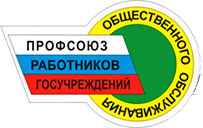 ПРОФСОЮЗ
РАБОТНИКОВ
ГОСУЧРЕЖДЕНИЙ
ОБЩЕСТВЕННОГО ОБСЛУЖИВАНИЯ